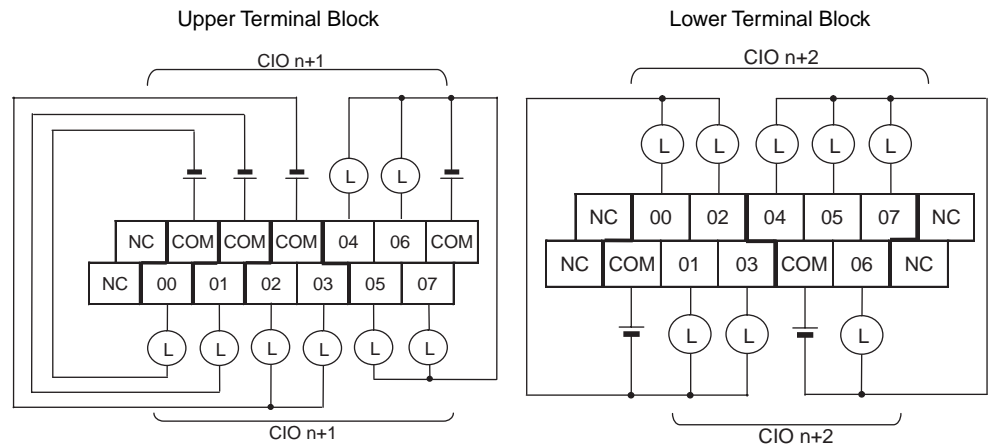 Upper Terminal Block
Lower Terminal Block
CIO n+1
CIO n+2
L L
L L L L L
NC COM COM COM 04 06 COM
NC 00 01 02 03 05 07
NC 00 02 04 05 07 NC
NC COM 01 03 COM 06 NC
L L L L L L
L L L
CIO n+1
CIO n+2